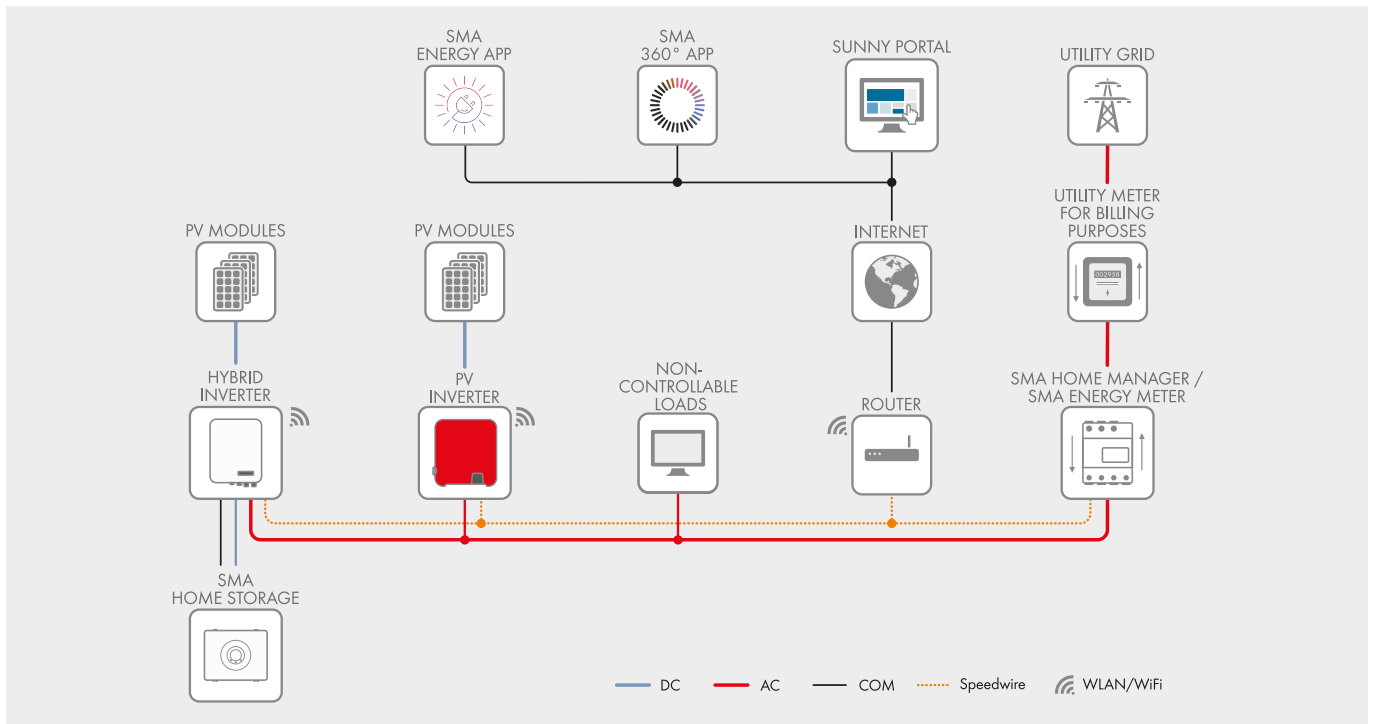 SMA
ENERGY APP
SMA
360° APP
SUNNY PORTAL
UTILITY GRID
UTILITY METER
FOR BILLING
PURPOSES
PV MODULES
PV MODULES
INTERNET
002958
HYBRID
INVERTER
PV
INVERTER
NON-
CONTROLLABLE
LOADS
ROUTER
SMA HOME MANAGER /
SMA ENERGY METER
SMA
HOME STORAGE
DC
AC
COM
Speedwire
WLAN/WiFi